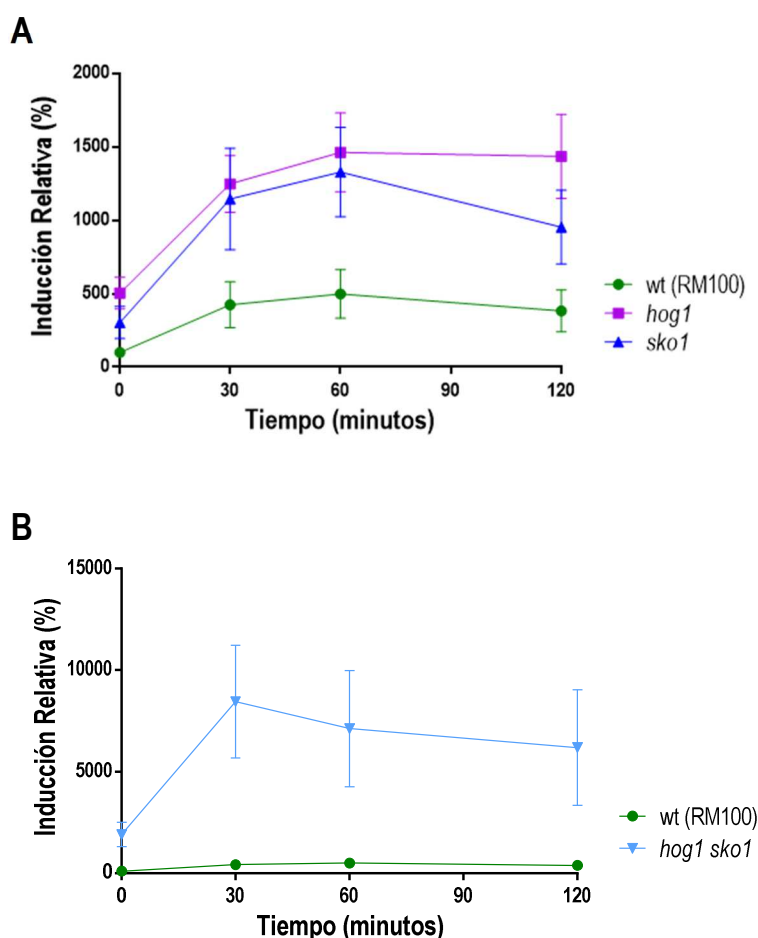 A
Inducción Relativa (%)
2000
1500
1000
500
0
0 30 60 90 120
Tiempo (minutos)
wt (RM100)
hog1
sko1
B
Inducción Relativa (%)
15000
10000
5000
0
0 30 60 90 120
Tiempo (minutos)
wt (RM100)
hog1 sko1